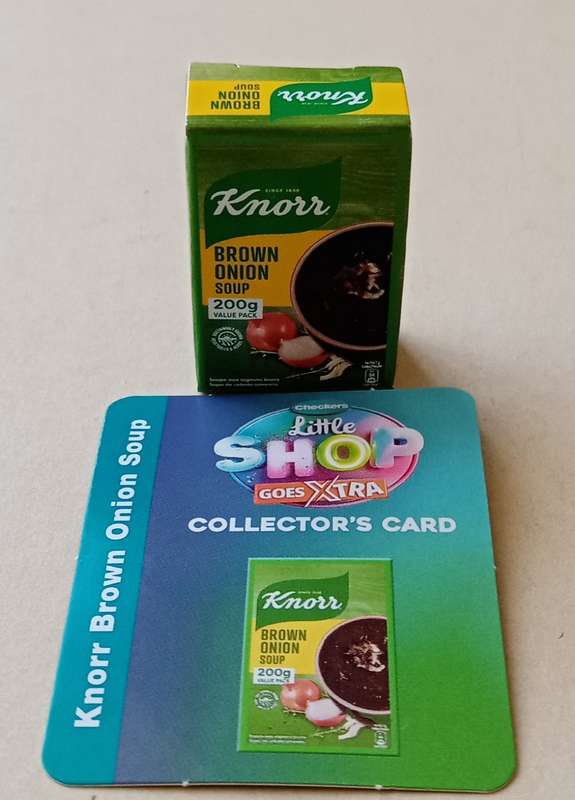 BROWN
ONION
SOUP
Knorr
SINCE 1838
Knorr
BROWN
ONION
SOUP
200g
VALUE PACK
Checkers
Little
SHOP
GOES XTRA
COLLECTOR'S CARD
Knorr Brown Onion Soup
Knorr
BROWN
ONION
SOUP
200g
VALUE PACK